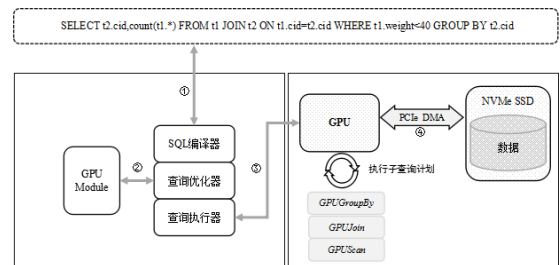 SELECT t2.cid,count(t1.*) FROM t1 JOIN t2 ON t1.cid=t2.cid WHERE t1.weight<40 GROUP BY t2.cid
①
SQL编译器
GPU
Module
②
查询优化器
查询执行器
③
GPU
PCIe DMA
④
NVMe SSD
数据
执行子查询计划
GPUGroupBy
GPUJoin
GPUScan